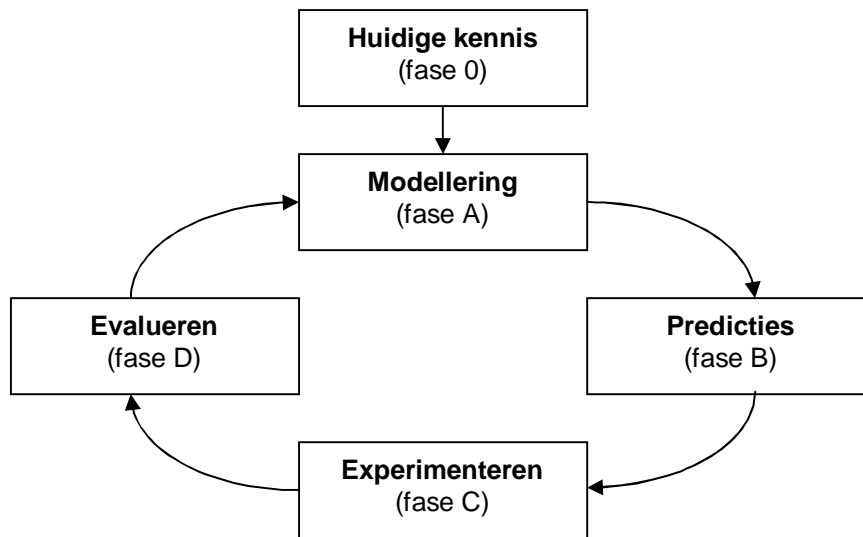 Huidige kennis
(fase 0)
Modellering
(fase A)
Evalueren
(fase D)
Predicties
(fase B)
Experimenteren
(fase C)